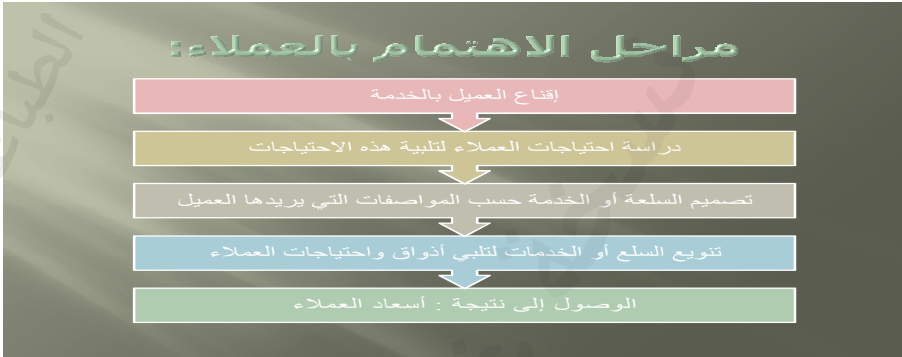 مراحل الاهتمام بالعملاء:
إقناع العميل بالخدمة
دراسة احتياجات العملاء لتلبية هذه الاحتياجات
تصميم السلعة أو الخدمة حسب المواصفات التي يريدها العميل
تنويع السلع أو الخدمات لتلبي أذواق واحتياجات العملاء
الوصول إلى نتيجة : أسعاد العملاء